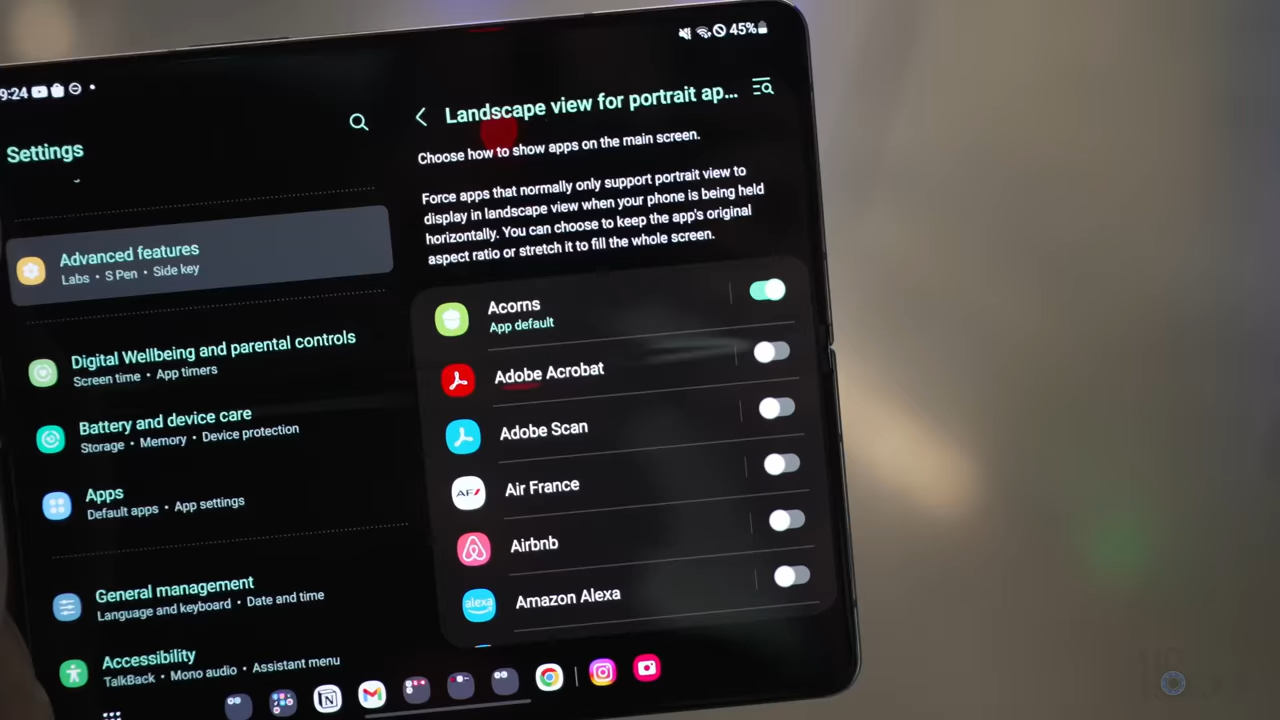 9:24
45%
Settings
Advanced features
Labs • S Pen • Side key
Digital Wellbeing and parental controls
Screen time • App timers
Battery and device care
Storage • Memory • Device protection
Apps
Default apps • App settings
General management
Language and keyboard • Date and time
Accessibility
TalkBack • Mono audio • Assistant menu
Landscape view for portrait ap...
Choose how to show apps on the main screen.
Force apps that normally only support portrait view to
display in landscape view when your phone is being held
horizontally. You can choose to keep the app's original
aspect ratio or stretch it to fill the whole screen.
Acorns
App default
Adobe Acrobat
Adobe Scan
AF
Air France
Airbnb
alexa
Amazon Alexa